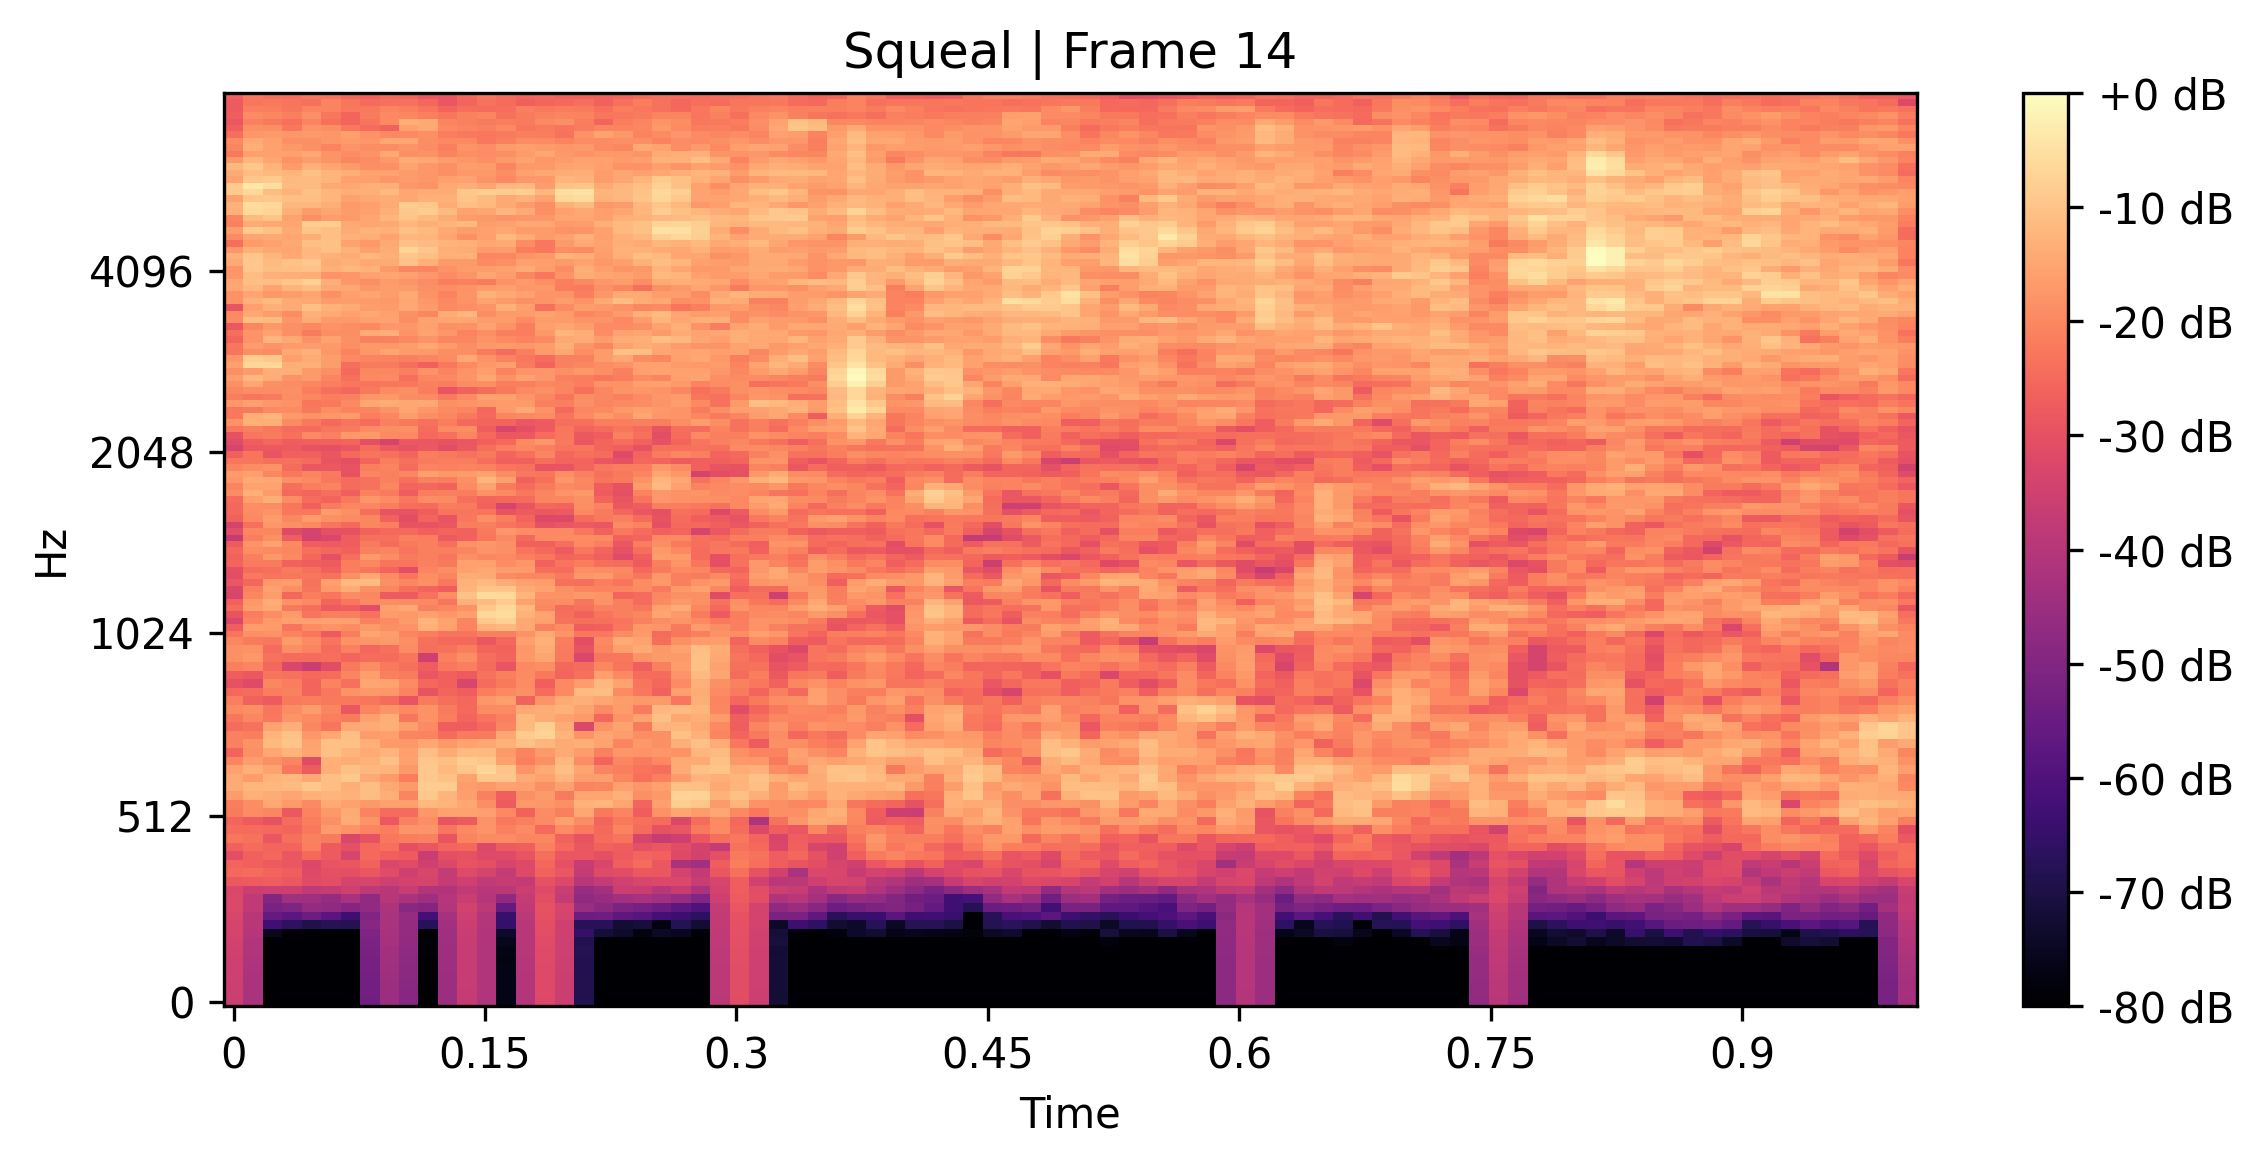 Squeal | Frame 14
+0 dB
-10 dB
-20 dB
-30 dB
-40 dB
-50 dB
-60 dB
-70 dB
-80 dB
Hz
4096
2048
1024
512
0
0 0.15 0.3 0.45 0.6 0.75 0.9
Time